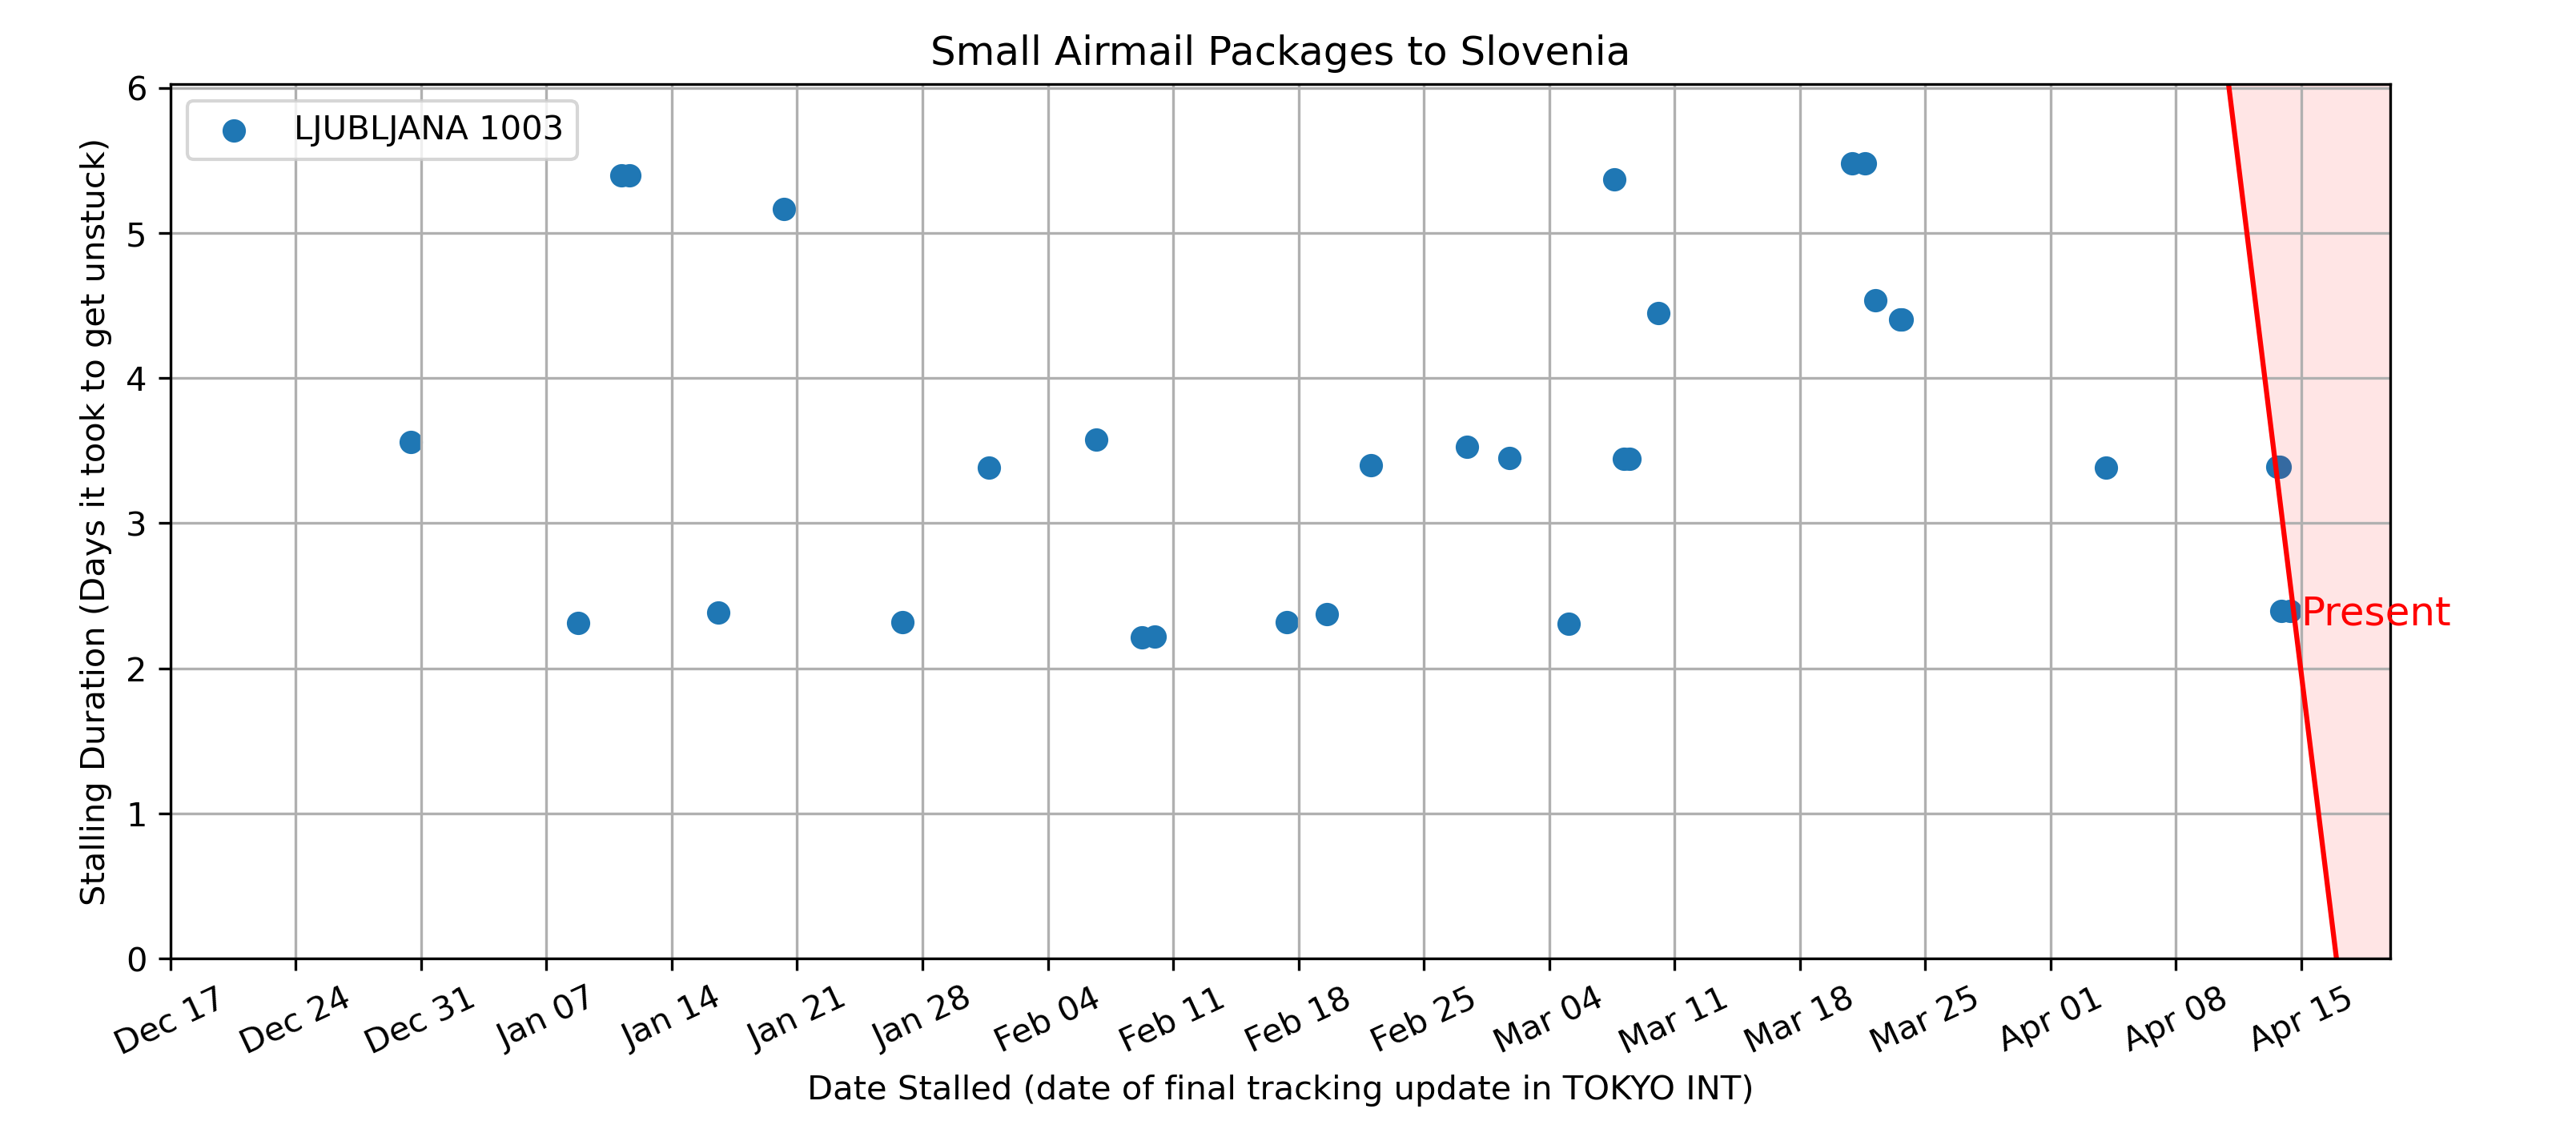 Small Airmail Packages to Slovenia
LJUBLJANA 1003
Stalling Duration (Days it took to get unstuck)
6
5
4
3
2
1
0
Present
Dec 17 Dec 24 Dec 31 Jan 07 Jan 14 Jan 21 Jan 28 Feb 04 Feb 11 Feb 18 Feb 25 Mar 04 Mar 11 Mar 18 Mar 25 Apr 01 Apr 08 Apr 15
Date Stalled (date of final tracking update in TOKYO INT)